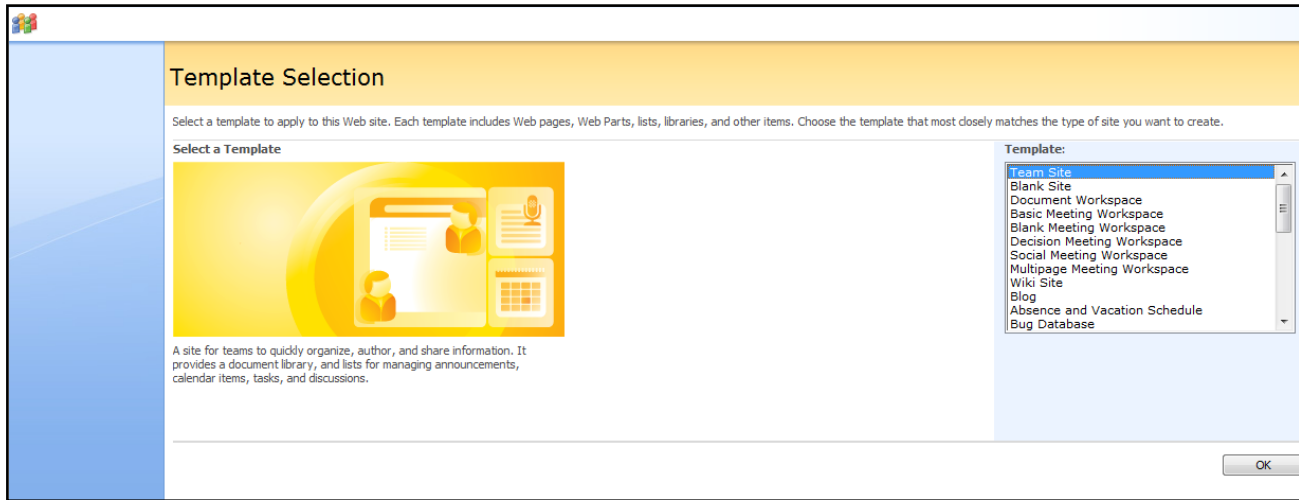 Template Selection
Select a template to apply to this Web site. Each template includes Web pages, Web Parts, lists, libraries, and other items. Choose the template that most closely matches the type of site you want to create.
Select a Template
A site for teams to quickly organize, author, and share information. It
provides a document library, and lists for managing announcements,
calendar items, tasks, and discussions.
Template:
Team Site
Blank Site
Document Workspace
Basic Meeting Workspace
Blank Meeting Workspace
Decision Meeting Workspace
Social Meeting Workspace
Multipage Meeting Workspace
Wiki Site
Blog
Absence and Vacation Schedule
Bug Database
OK